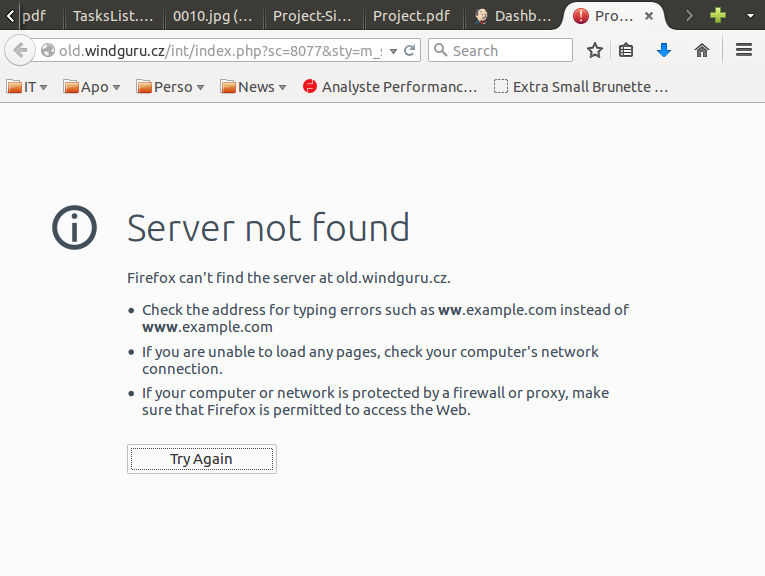 pdf TasksList.... 0010.jpg (... Project-Si... Project.pdf Dashb... Pro...
old.windguru.cz/int/index.php?sc=8077&sty=m_ Search
IT Apo Perso News Analyste Performanc... Extra Small Brunette ...
Server not found
Firefox can't find the server at old.windguru.cz.
• Check the address for typing errors such as ww.example.com instead of
www.example.com
• If you are unable to load any pages, check your computer's network
connection.
• If your computer or network is protected by a firewall or proxy, make
sure that Firefox is permitted to access the Web.
Try Again